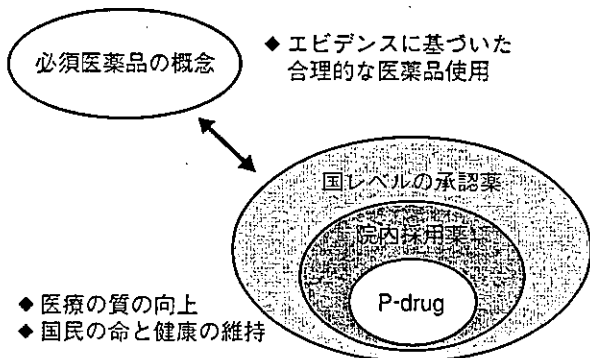 必須医薬品の概念
◆ エビデンスに基づいた
合理的な医薬品使用
国レベルの承認薬
院内採用薬
P-drug
◆ 医療の質の向上
◆ 国民の命と健康の維持